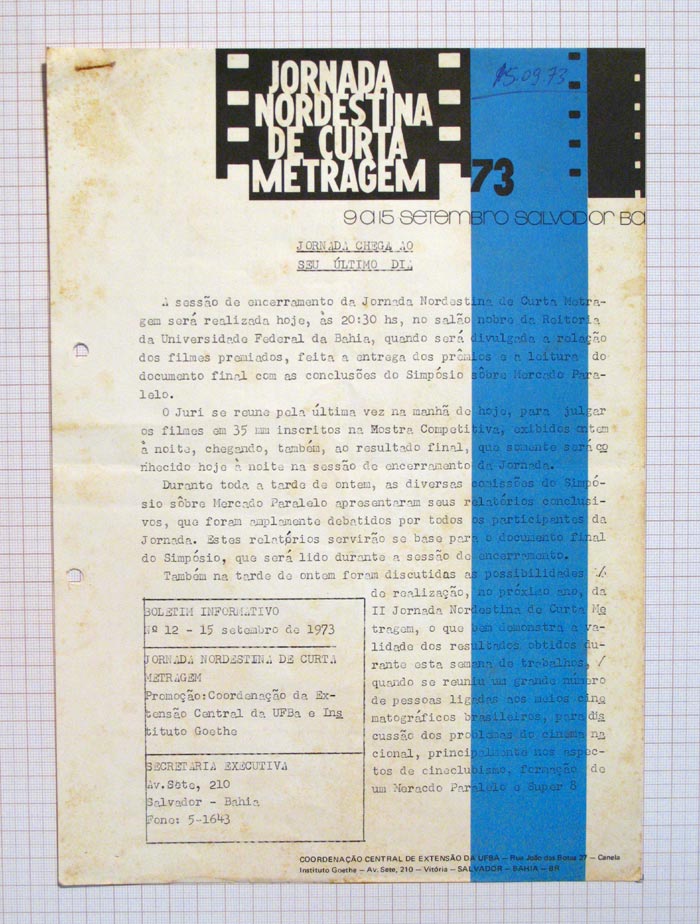 JORNADA
NORDESTINA
DE CURTA
METRAGEM 73
15.09.73
9 a 15 SETEMBRO SALVADOR Ba
JORNADA CHEGA AO
SEU ÚLTIMO DIA
A sessão de encerramento da Jornada Nordestina de Curta Metra-
gem será realizada hoje, às 20:30 hs, no salão nobre da Reitoria
da Universidade Federal da Bahia, quando será divulgada a relação
dos filmes premiados, feita a entrega dos prêmios e a leitura do
documento final com as conclusões do Simpósio sôbre Mercado Para-
lelo.
O Juri se reune pela última vez na manhã de hoje, para julgar
os filmes em 35 mm inscritos na Mostra Competitiva, exibidos ontem
à noite, chegando, também, ao resultado final, que somente será co
nhecido hoje à noite na sessão de encerramento da Jornada.
Durante toda a tarde de ontem, as diversas comissões do Simpó-
sio sôbre Mercado Paralelo apresentaram seus relatórios conclusi-
vos, que foram amplamente debatidos por todos os participantes da
Jornada. Estes relatórios servirão se base para o documento final
do Simpósio, que será lido durante a sessão de encerramento.
Também na tarde de ontem foram discutidas as possibilidades /
de realização, no próximo ano, da
II Jornada Nordestina de Curta Me
tragem, o que bem demonstra a va-
lidade dos resultados obtidos du-
rante esta semana de trabalhos, /
quando se reuniu um grande número
de pessoas ligadas aos meios cine
matográficos brasileiros, para dis
cussão dos problemas do cinema na
cional, principalmente nos aspec-
tos de cineclubismo, formação de
um Meracdo Paralelo e Super 8
BOLETIM INFORMATIVO
Nº 12 - 15 setembro de 1973
JORNADA NORDESTINA DE CURTA
METRAGEM
Promoção:Coordenação da Ex-
tensão Central da UFBa e Ins
tituto Goethe
SECRETARIA EXECUTIVA
Av.Sete, 210
Salvador - Bahia
Fone: 5-1643
COORDENAÇÃO CENTRAL DE EXTENSÃO DA UFBA — Rua João das Botas 27 — Canela
Instituto Goethe — Av. Sete, 210 — Vitória — SALVADOR — BAHIA — BR